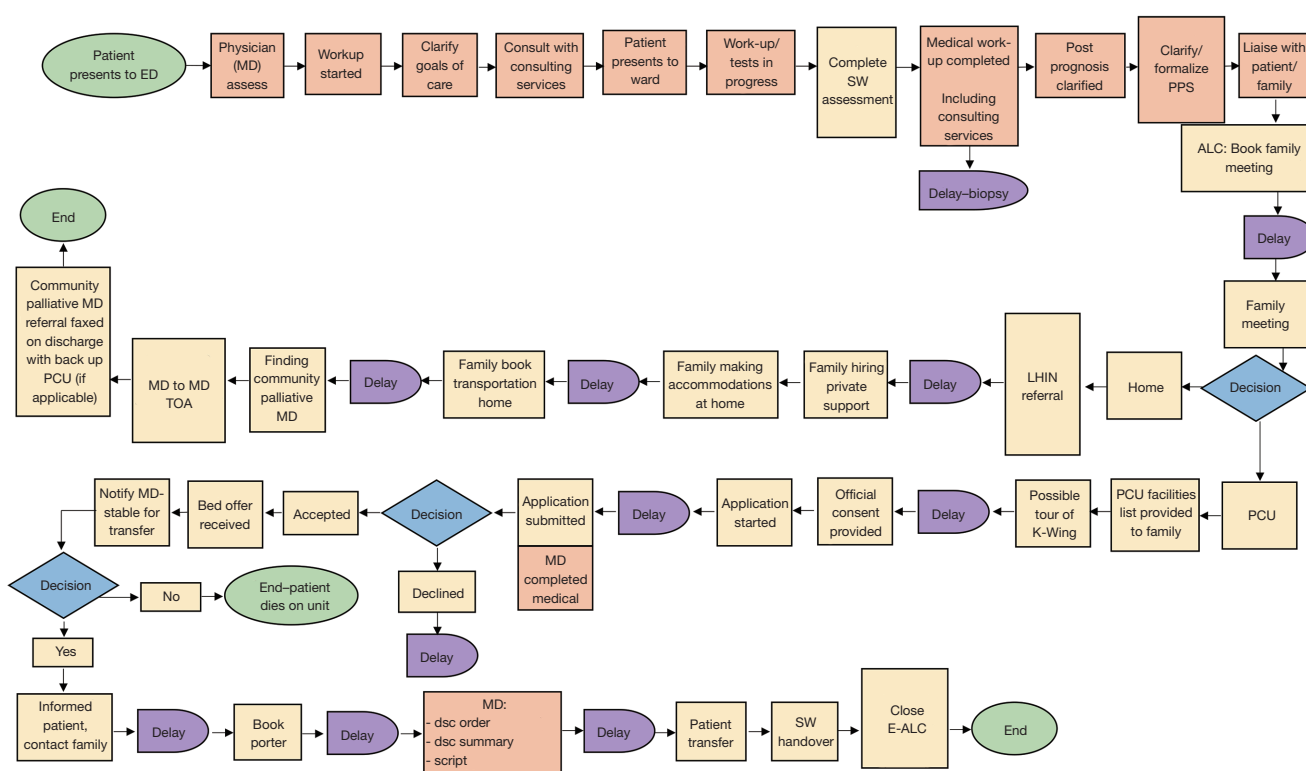 Patient
presents to ED
Physician
(MD)
assess
Workup
started
Clarify
goals of
care
Consult with
consulting
services
Patient
presents to
ward
Work-up/
tests in
progress
Complete
SW
assessment
Medical work-
up completed
Including
consulting
services
Post
prognosis
clarified
Clarify/
formalize
PPS
Liaise with
patient/
family
Delay–biopsy
ALC: Book family
meeting
Delay
Family
meeting
Decision
Home
LHIN
referral
Delay
Family hiring
private
support
Family making
accommodations
at home
Delay
Family book
transportation
home
Delay
Finding
community
palliative
MD
MD to MD
TOA
Community
palliative MD
referral faxed
on discharge
with back up
PCU (if
applicable)
End
PCU
PCU facilities
list provided
to family
Possible
tour of
K-Wing
Delay
Official
consent
provided
Application
started
Delay
Application
submitted
MD
completed
medical
Decision
Declined
Delay
Accepted
Bed offer
received
Notify MD-
stable for
transfer
Decision
No
End–patient
dies on unit
Yes
Informed
patient,
contact family
Delay
Book
porter
Delay
MD:
- dsc order
- dsc summary
- script
Delay
Patient
transfer
SW
handover
Close
E-ALC
End